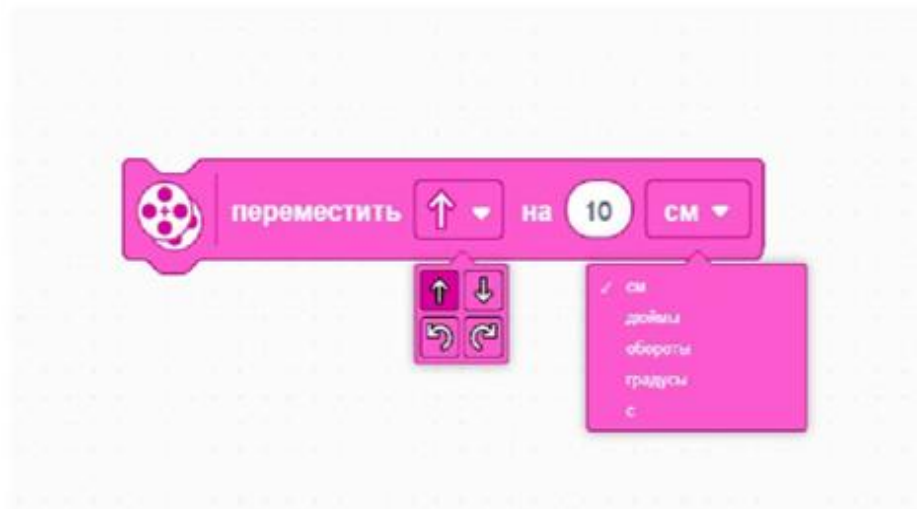 переместить на 10 см
см
дюймы
обороты
градусы
с